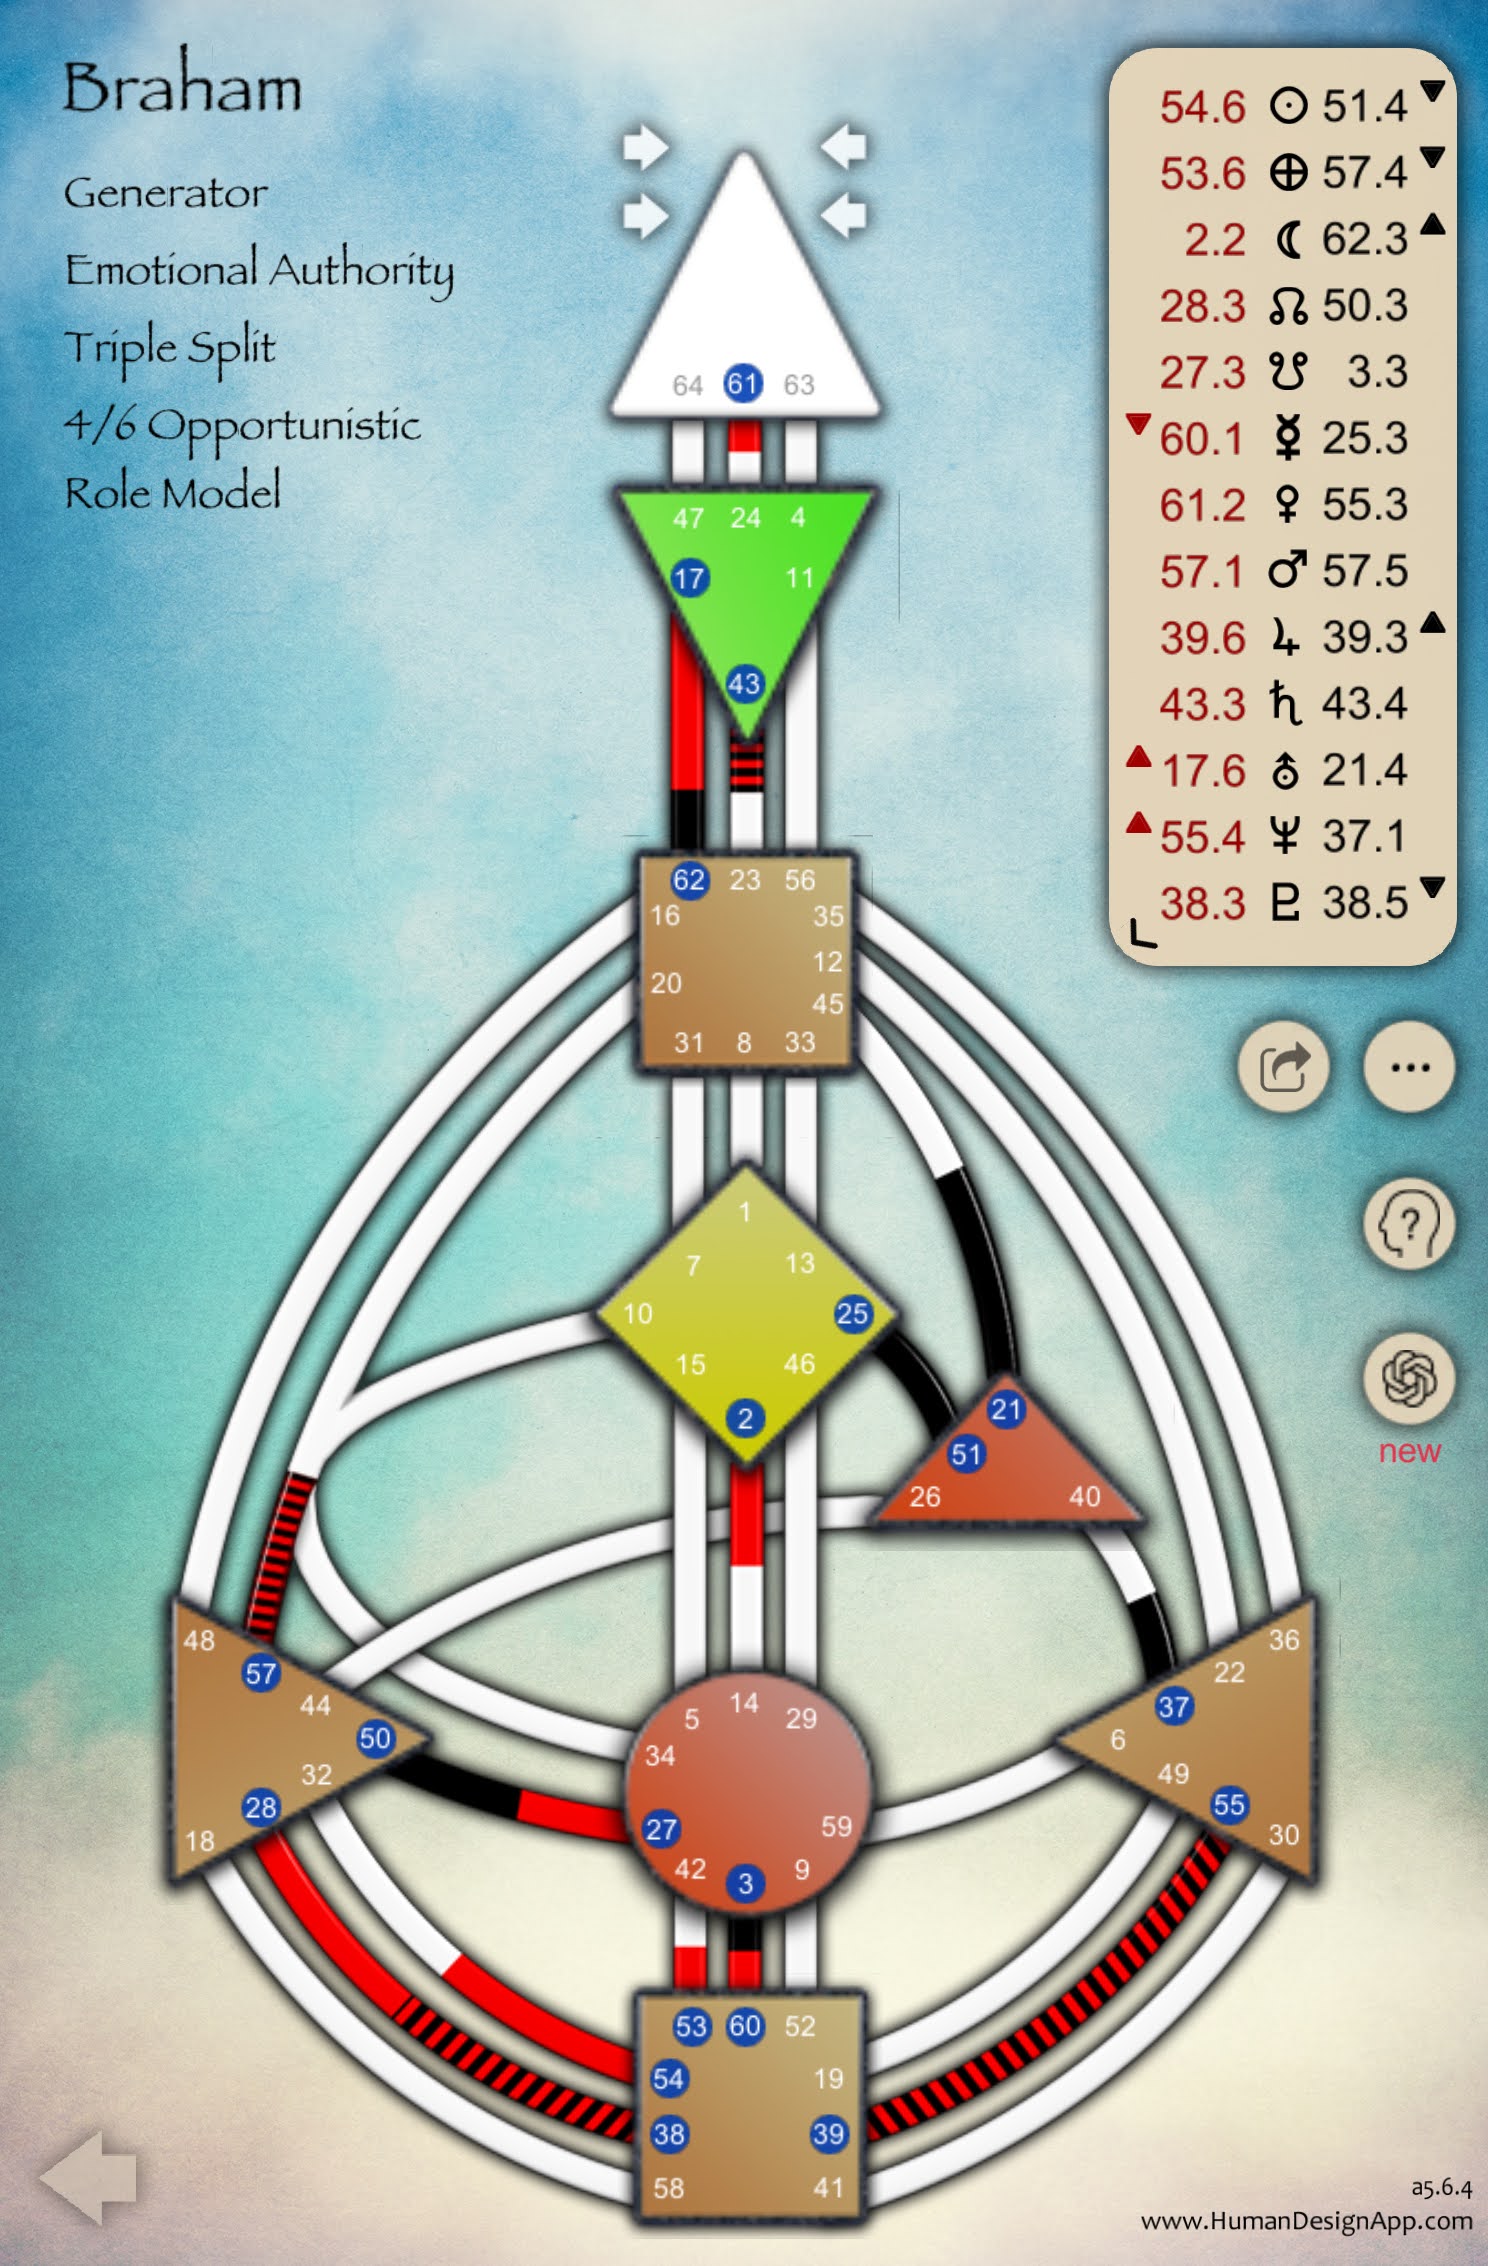 Braham
Generator
Emotional Authority
Triple Split
4/6 Opportunistic
Role Model
54.6 ☉ 51.4 ▼
53.6 ⊕ 57.4 ▼
2.2 ☾ 62.3 ▲
28.3 ☊ 50.3
27.3 ☋ 3.3
▼ 60.1 ☿ 25.3
61.2 ♀ 55.3
57.1 ♂ 57.5
39.6 ♃ 39.3 ▲
43.3 ♄ 43.4
▲ 17.6 ⛢ 21.4
▲ 55.4 ♆ 37.1
38.3 ♇ 38.5 ▼
64 61 63
47 24 4
17 11
43
62 23 56
16 35
12
20
45
31 8 33
1
7 13
10 25
15 46
2
21
51
26 40
?
new
48
57
44
50
32
28
18
14
5 29
34
27 59
42 9
3
36
22
37
6
49
55
30
53 60 52
54 19
38 39
58 41
a5.6.4
www.HumanDesignApp.com